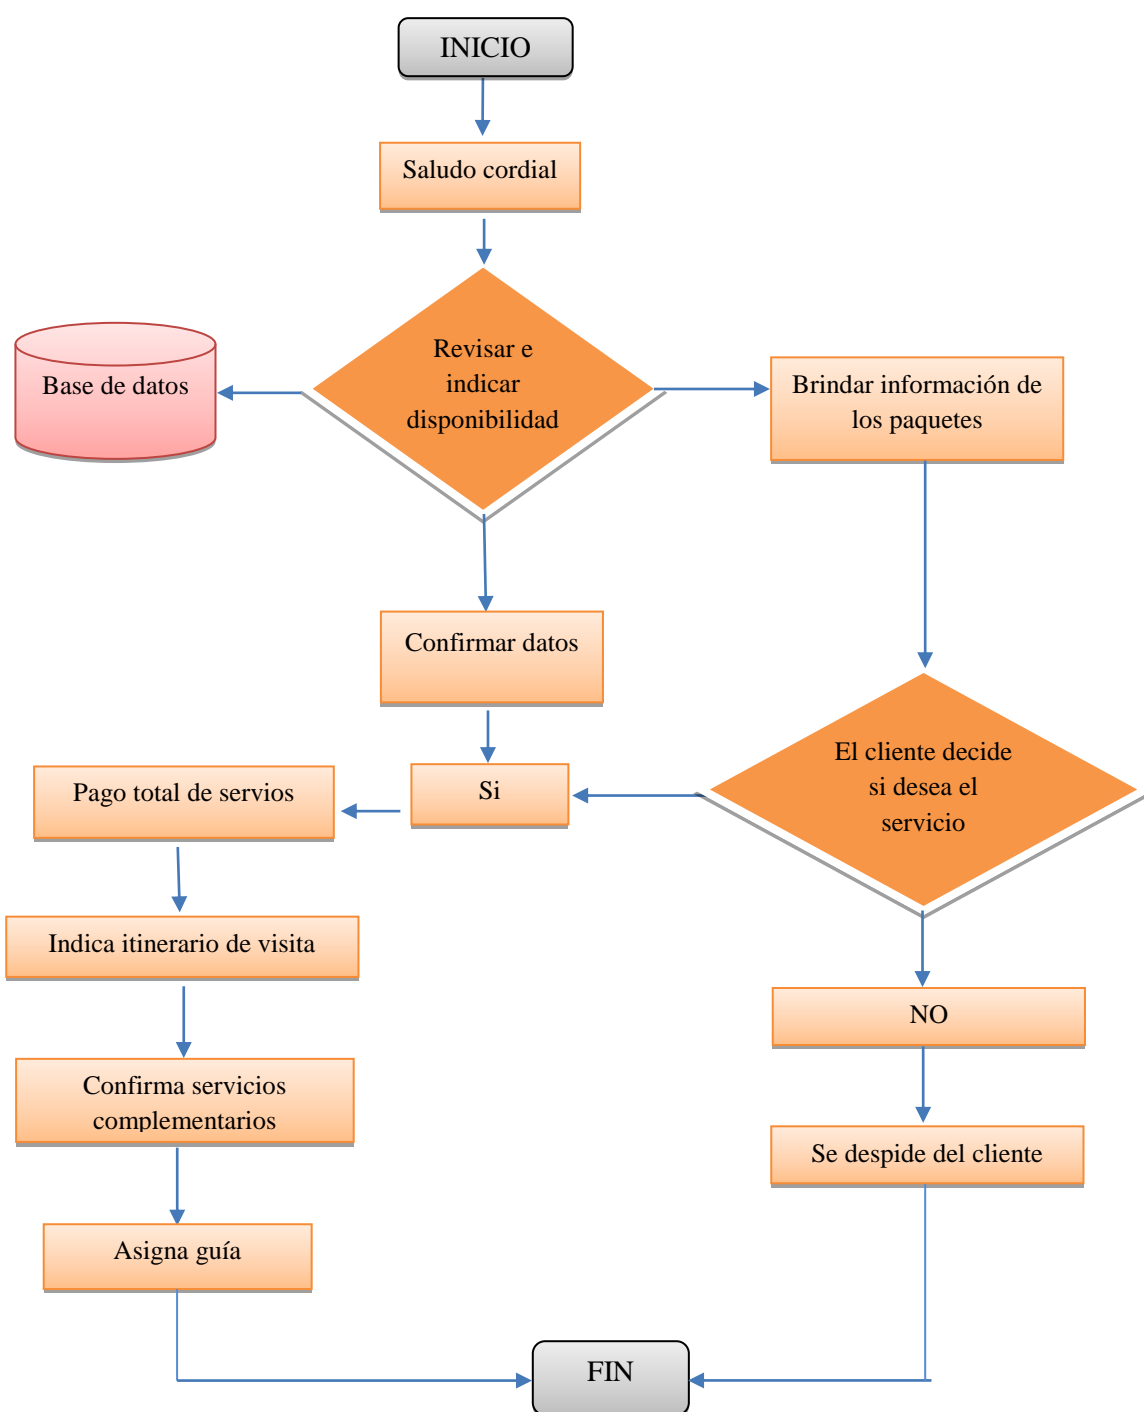 INICIO
Saludo cordial
Revisar e
indicar
disponibilidad
Base de datos
Brindar información de
los paquetes
Confirmar datos
El cliente decide
si desea el
servicio
Si
Pago total de servios
Indica itinerario de visita
NO
Confirma servicios
complementarios
Se despide del cliente
Asigna guía
FIN